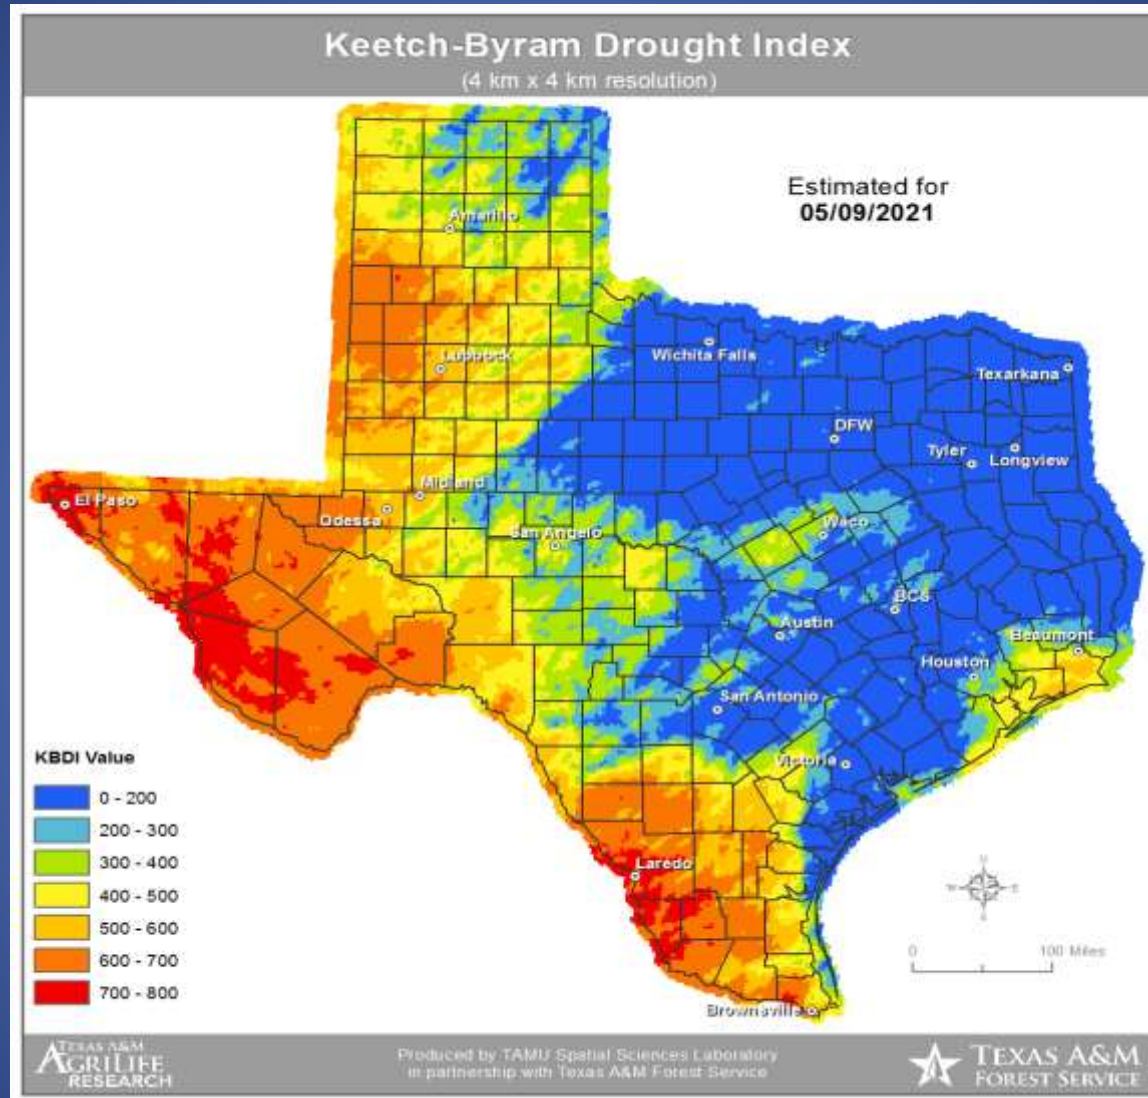 Keetch-Byram Drought Index
(4 km x 4 km resolution)
Estimated for
05/09/2021
Amarillo
Lubbock
Wichita Falls
Texarkana
DFW
Tyler
Longview
Midland
El Paso
Odessa
San Angelo
Waco
BCS
Austin
Beaumont
Houston
San Antonio
Victoria
Laredo
Brownsville
KBDI Value
0 - 200
200 - 300
300 - 400
400 - 500
500 - 600
600 - 700
700 - 800
N
W E
S
0 100 Miles
TEXAS A&M
AGRILIFE
RESEARCH
Produced by TAMU Spatial Sciences Laboratory
in partnership with Texas A&M Forest Service
TEXAS A&M
FOREST SERVICE